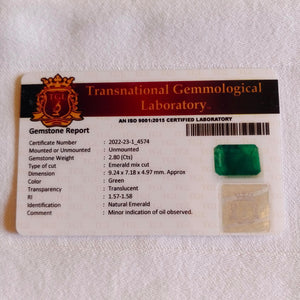 TGL
Transnational Gemmological
Laboratory
AN ISO 9001:2015 CERTIFIED LABORATORY
Gemstone Report
Certificate Number : 2022-23-1_4574
Mounted or Unmounted : Unmounted
Gemstone Weight : 2.80 (Cts)
Type of cut : Emerald mix cut
Dimension : 9.24 x 7.18 x 4.97 mm. Approx
Color : Green
Transparency : Translucent
RI : 1.57-1.58
Identification : Natural Emerald
Comment : Minor indication of oil observed.